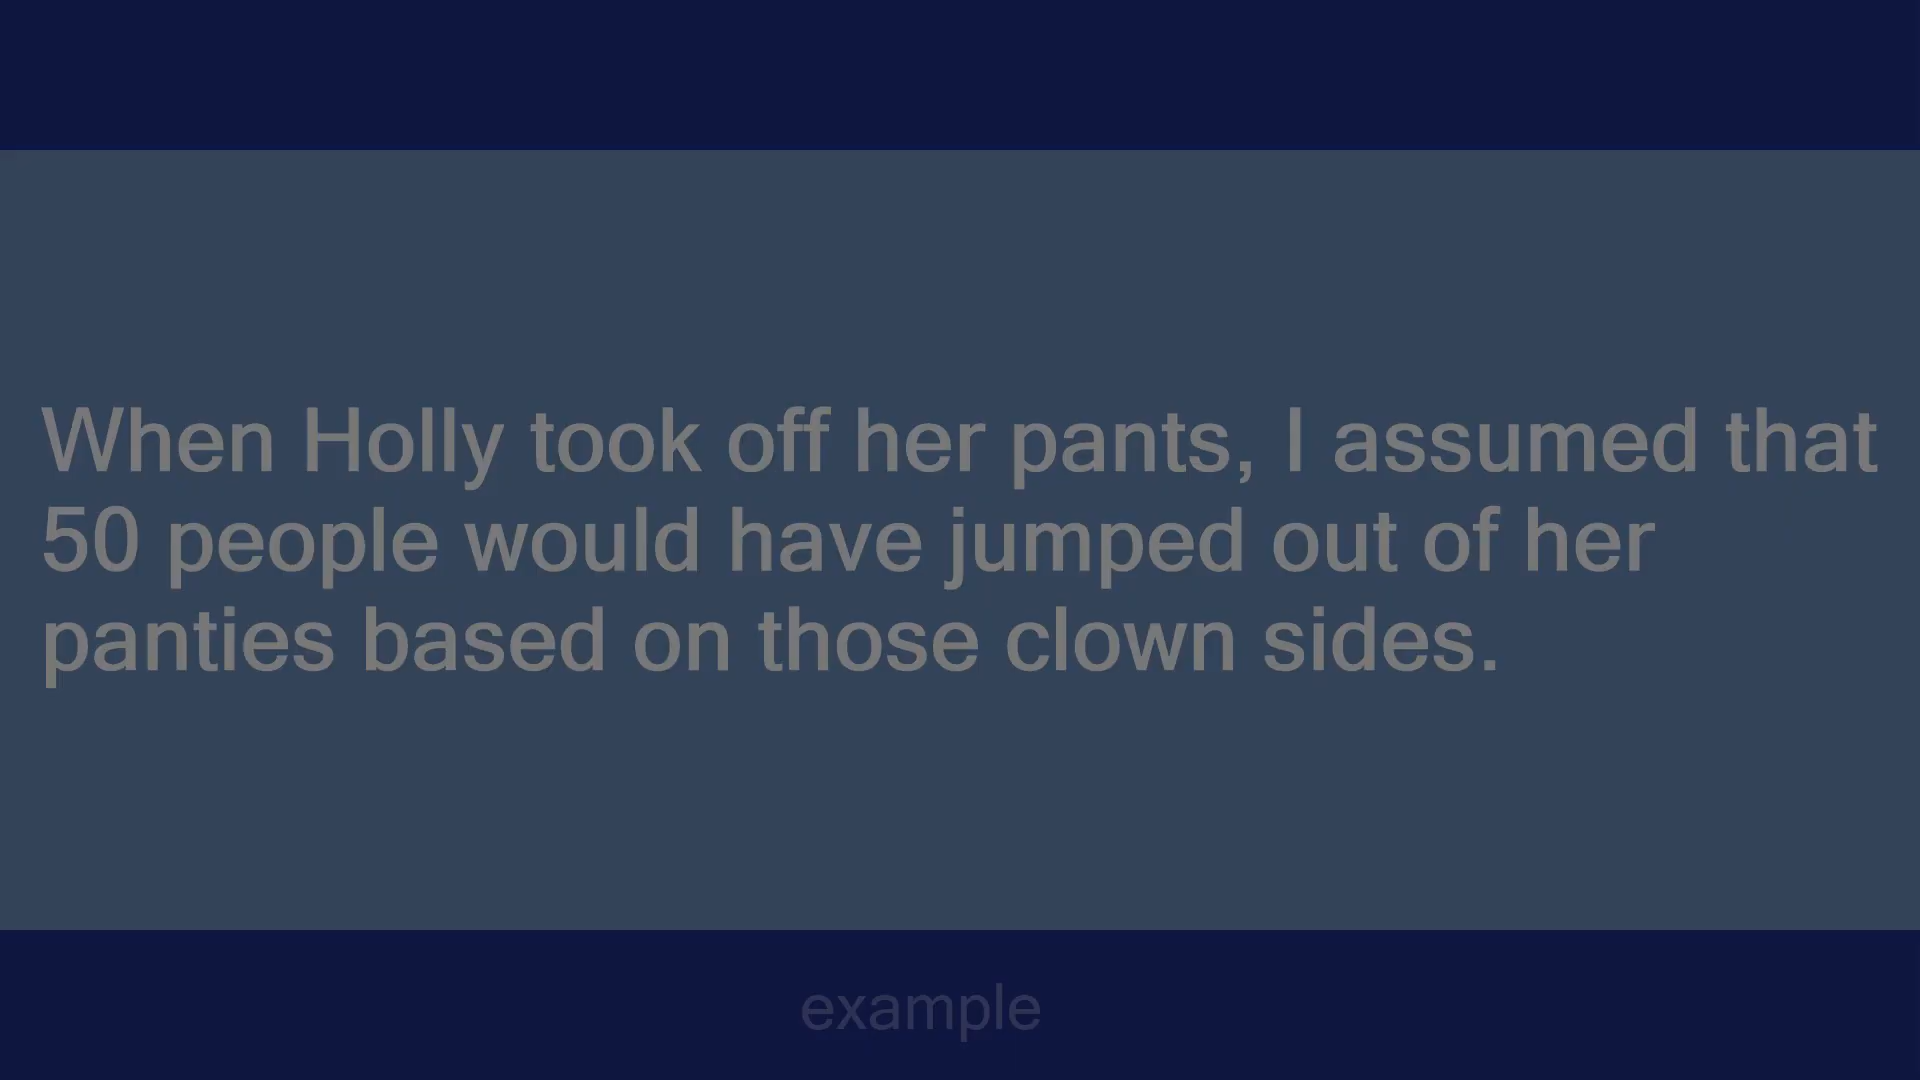 When Holly took off her pants, I assumed that
50 people would have jumped out of her
panties based on those clown sides.
example